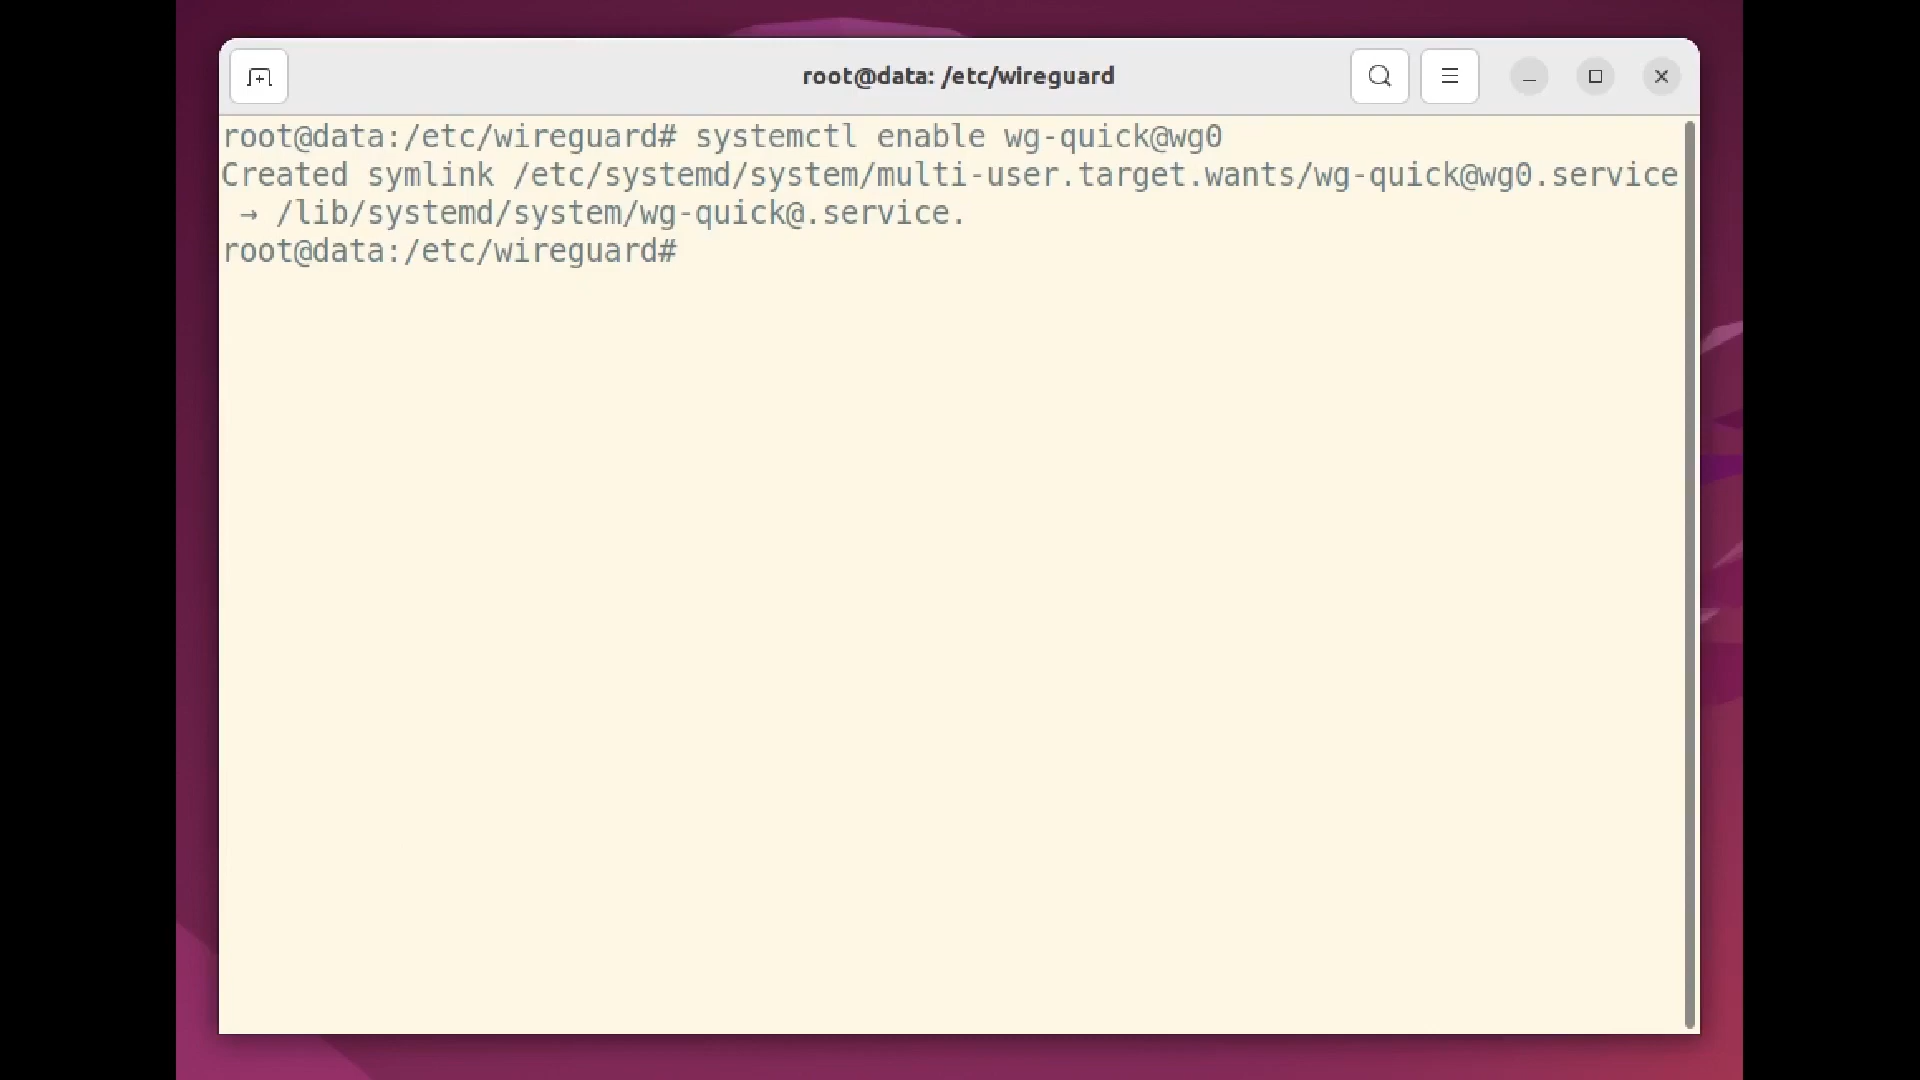 root@data: /etc/wireguard
root@data:/etc/wireguard# systemctl enable wg-quick@wg0
Created symlink /etc/systemd/system/multi-user.target.wants/wg-quick@wg0.service
→ /lib/systemd/system/wg-quick@.service.
root@data:/etc/wireguard#